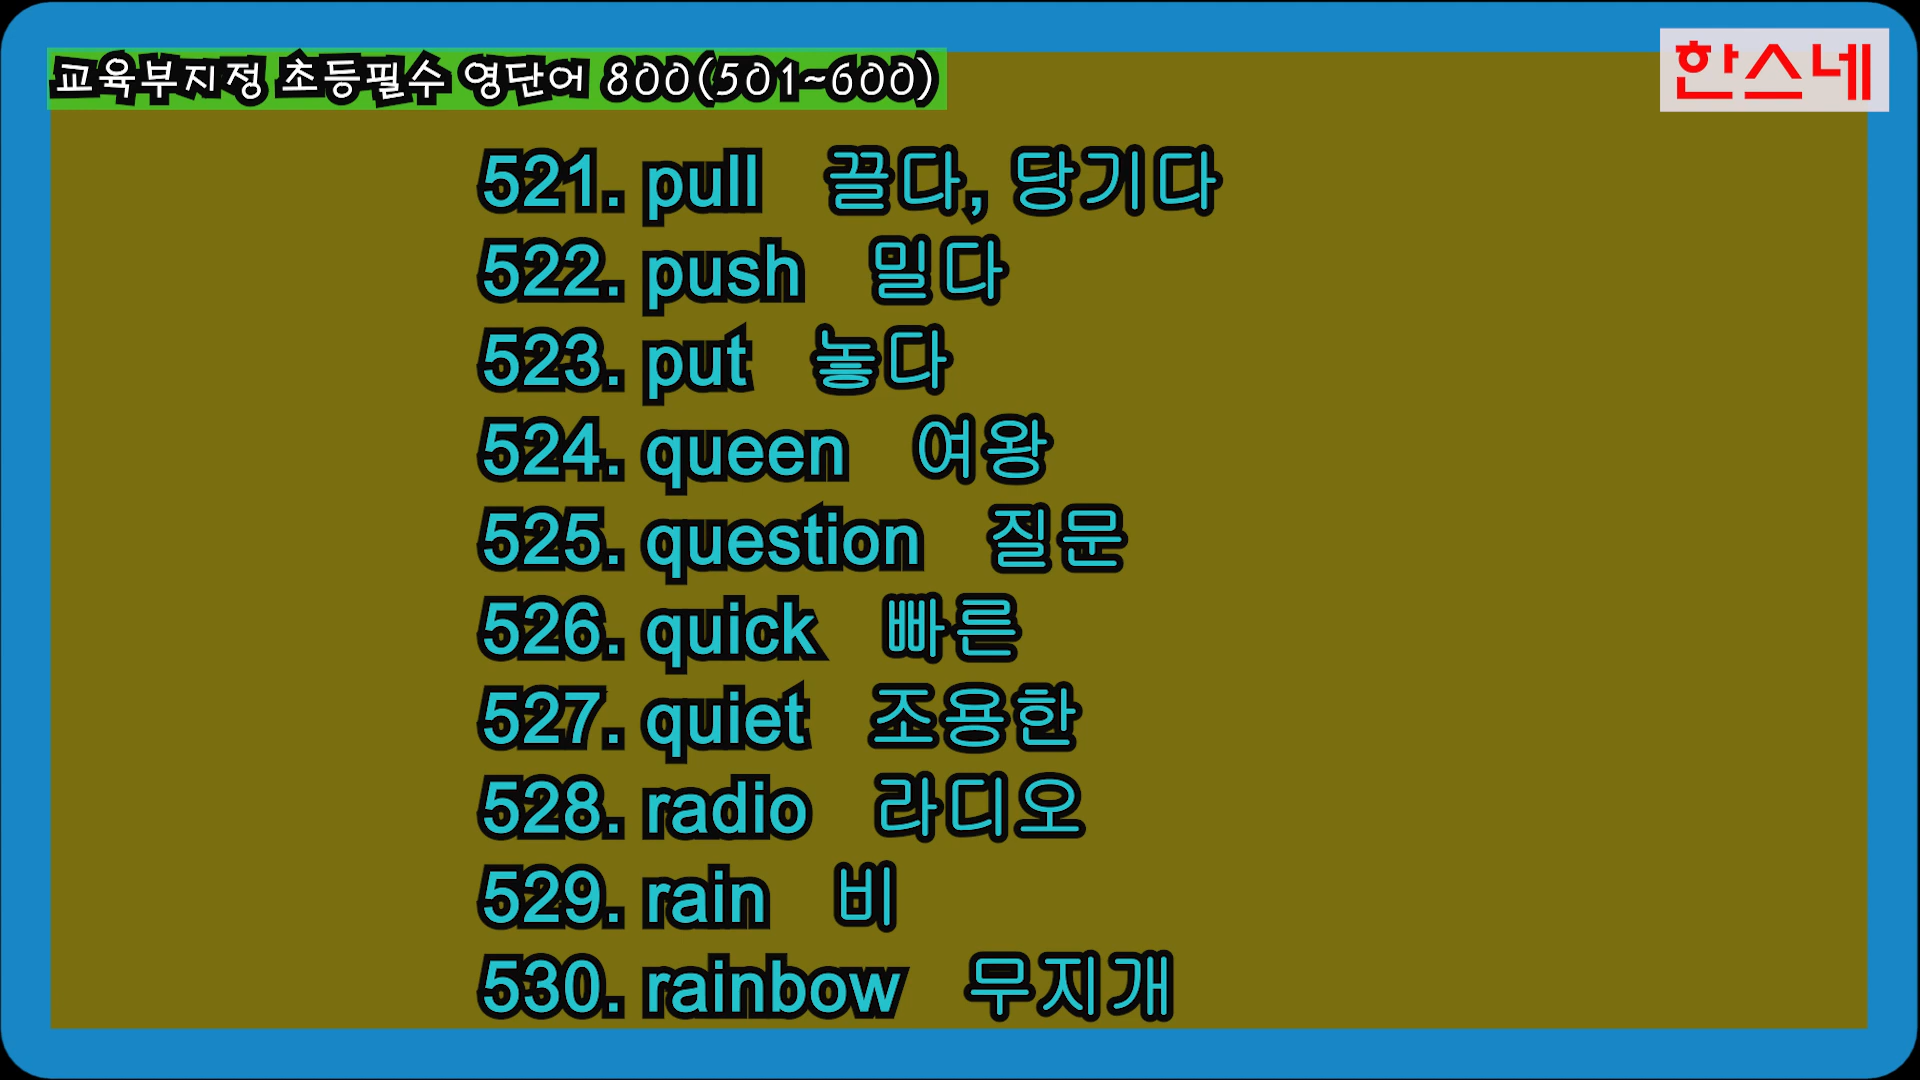 교육부지정 초등필수 영단어 800(501~600)
한스네
521. pull 끌다, 당기다
522. push 밀다
523. put 놓다
524. queen 여왕
525. question 질문
526. quick 빠른
527. quiet 조용한
528. radio 라디오
529. rain 비
530. rainbow 무지개